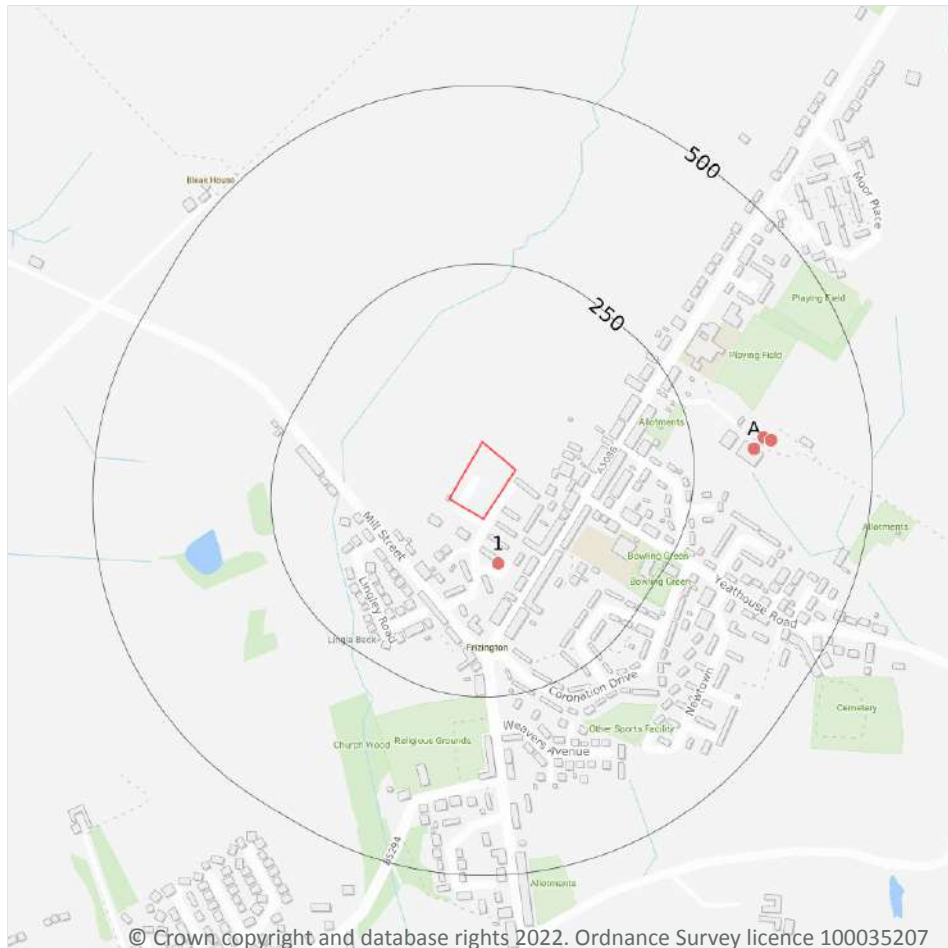 500
Moor Place
Bleak House
Playing Field
250
Playing Field
Allotments
A
A5086
Allotments
1
Mill Street
Bowling Green
Bowling Green
Yeathouse Road
Lingley Road
Lingla Beck
Frizington
Coronation Drive
Newtown
Cemetery
Weavers Avenue
Other Sports Facility
Church Wood
Religious Grounds
B5294
Allotments
© Crown copyright and database rights 2022. Ordnance Survey licence 100035207